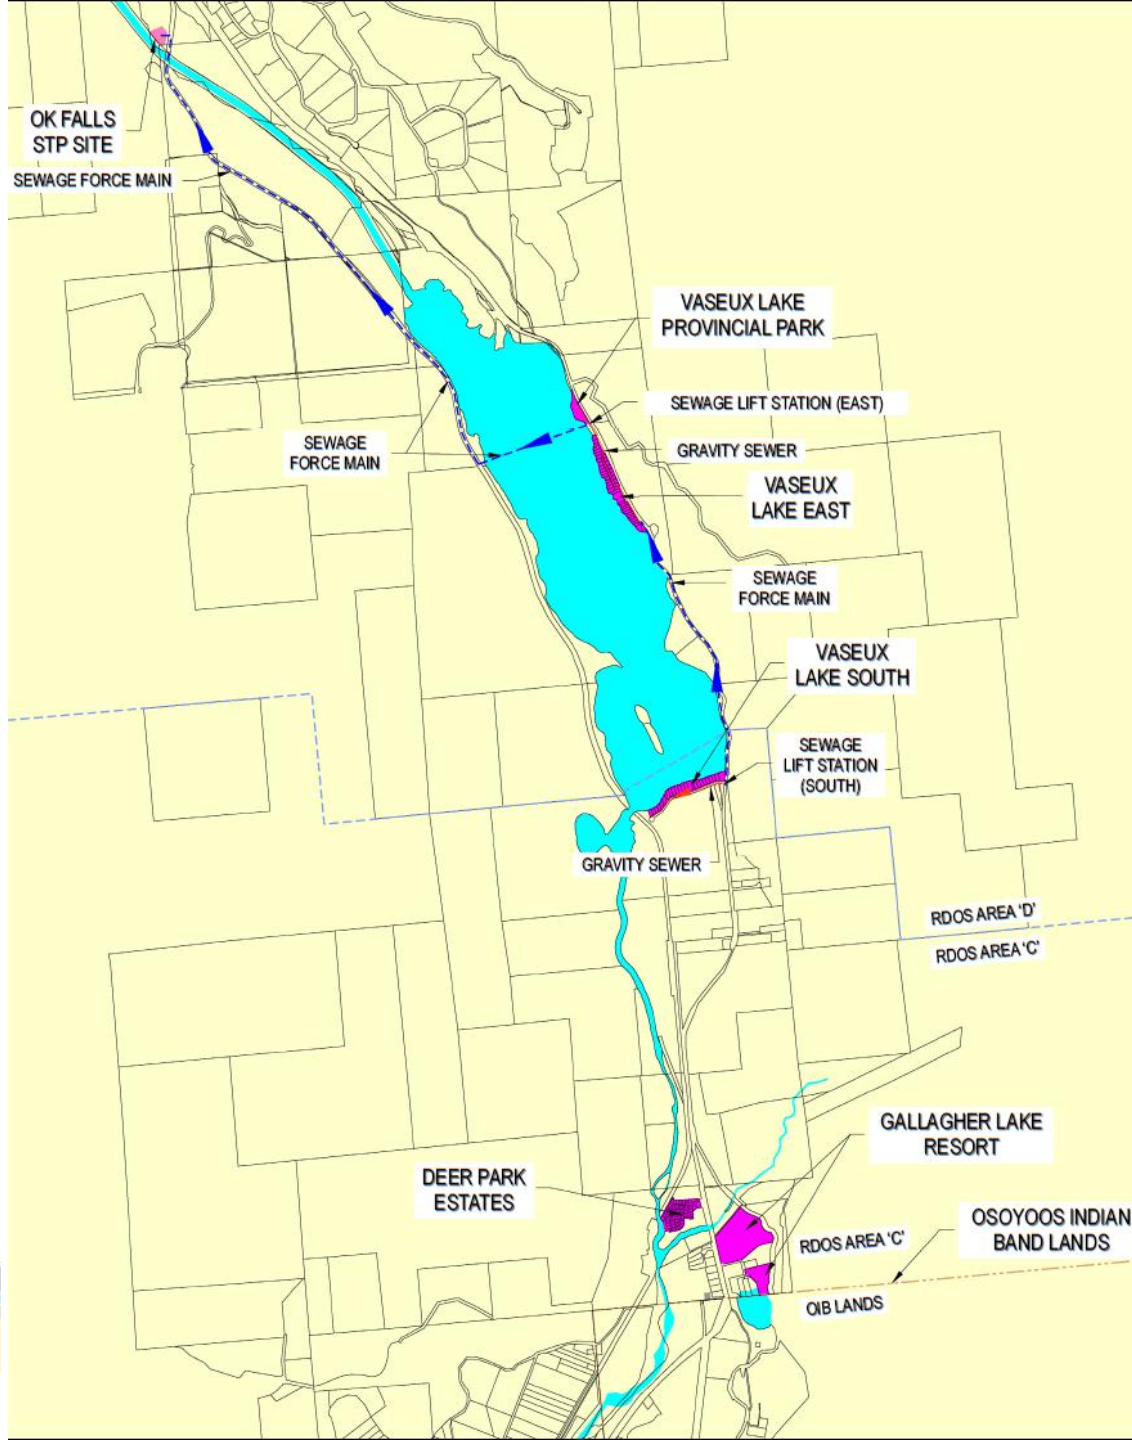 OK FALLS
STP SITE
SEWAGE FORCE MAIN
VASEUX LAKE
PROVINCIAL PARK
SEWAGE LIFT STATION (EAST)
SEWAGE
FORCE MAIN
GRAVITY SEWER
VASEUX
LAKE EAST
SEWAGE
FORCE MAIN
VASEUX
LAKE SOUTH
SEWAGE
LIFT STATION
(SOUTH)
GRAVITY SEWER
RDOS AREA 'D'
RDOS AREA 'C'
GALLAGHER LAKE
RESORT
DEER PARK
ESTATES
OSOYOOS INDIAN
BAND LANDS
RDOS AREA 'C'
OIB LANDS